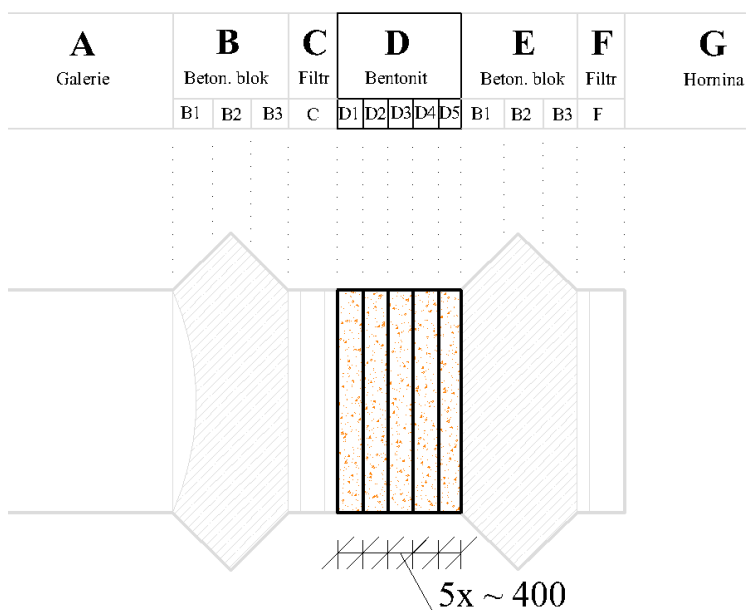 A B C D E F G
Galerie Beton. blok Filtr Bentonit Beton. blok Filtr Hornina
B1 B2 B3 C D1 D2 D3 D4 D5 B1 B2 B3 F
5x ~ 400